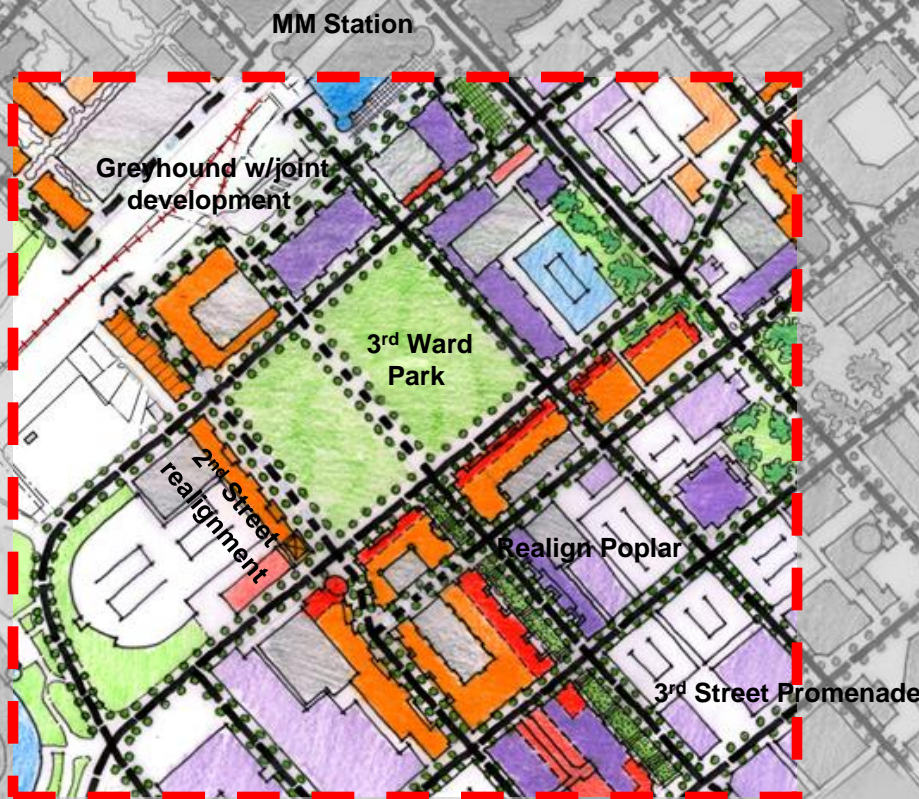 MM Station
Greyhound w/joint
development
3rd Ward
Park
2nd Street
realignment
Realign Poplar
3rd Street Promenade